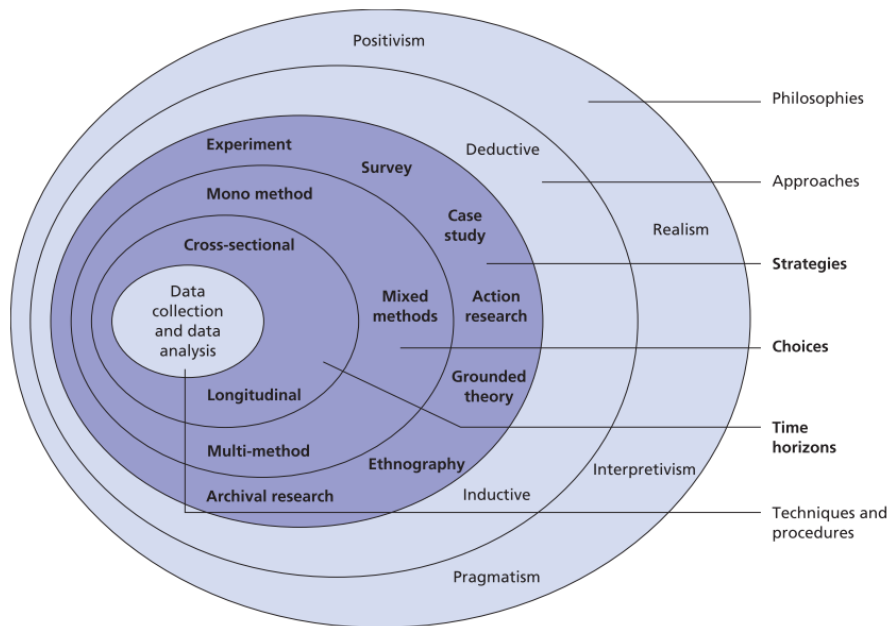 Positivism
Philosophies
Experiment
Deductive
Survey
Approaches
Mono method
Case
study
Realism
Cross-sectional
Strategies
Data
collection
and data
analysis
Mixed
methods
Action
research
Choices
Grounded
theory
Longitudinal
Time
horizons
Multi-method
Ethnography
Interpretivism
Archival research
Inductive
Techniques and
procedures
Pragmatism